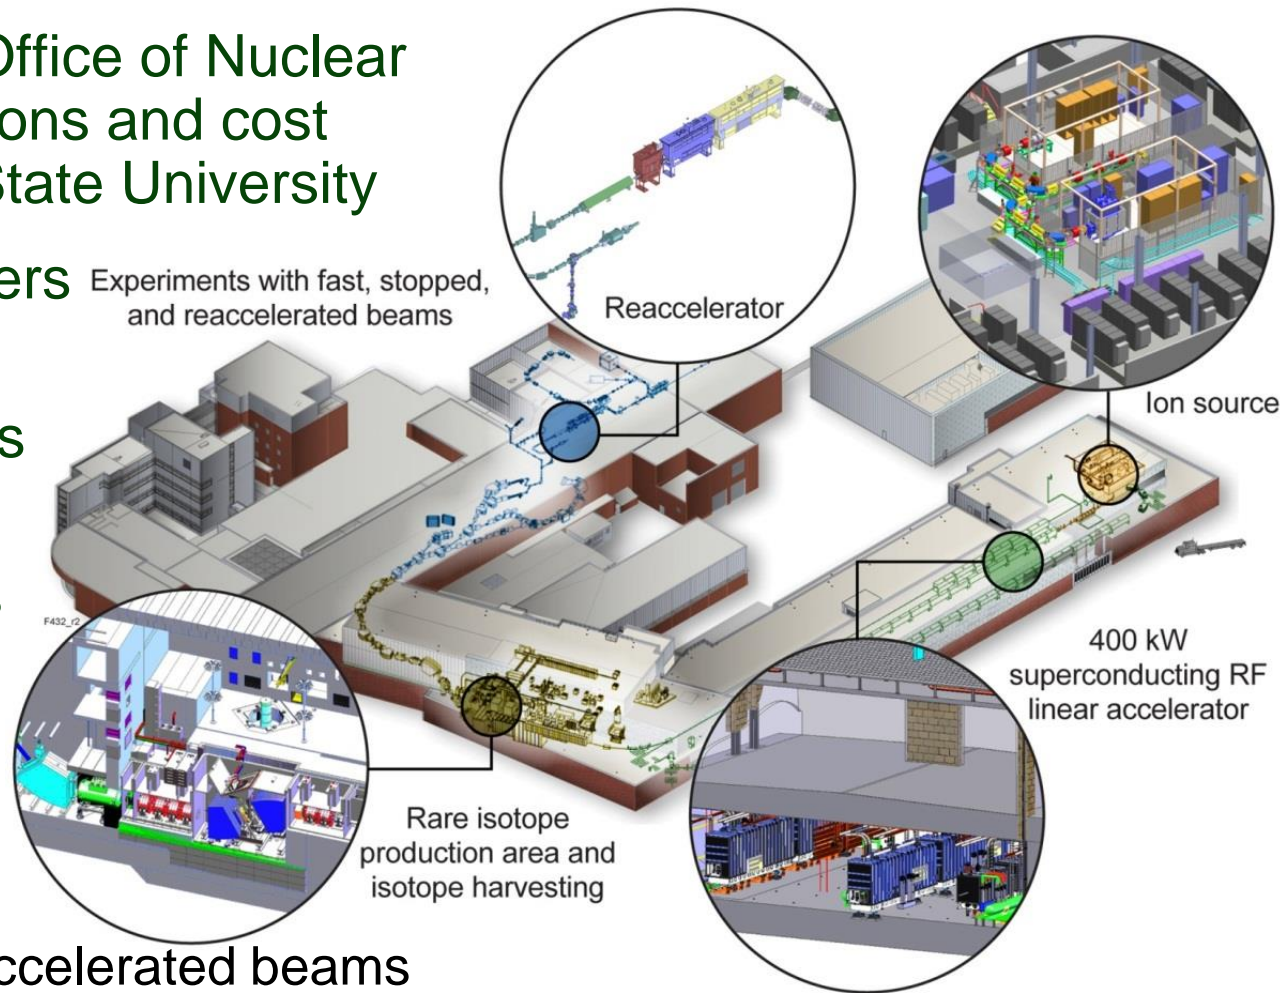 Office of Nuclear
ons and cost
State University
ers
s
Experiments with fast, stopped,
and reaccelerated beams
Reaccelerator
Ion source
F432_r2
400 kW
superconducting RF
linear accelerator
Rare isotope
production area and
isotope harvesting
ccelerated beams